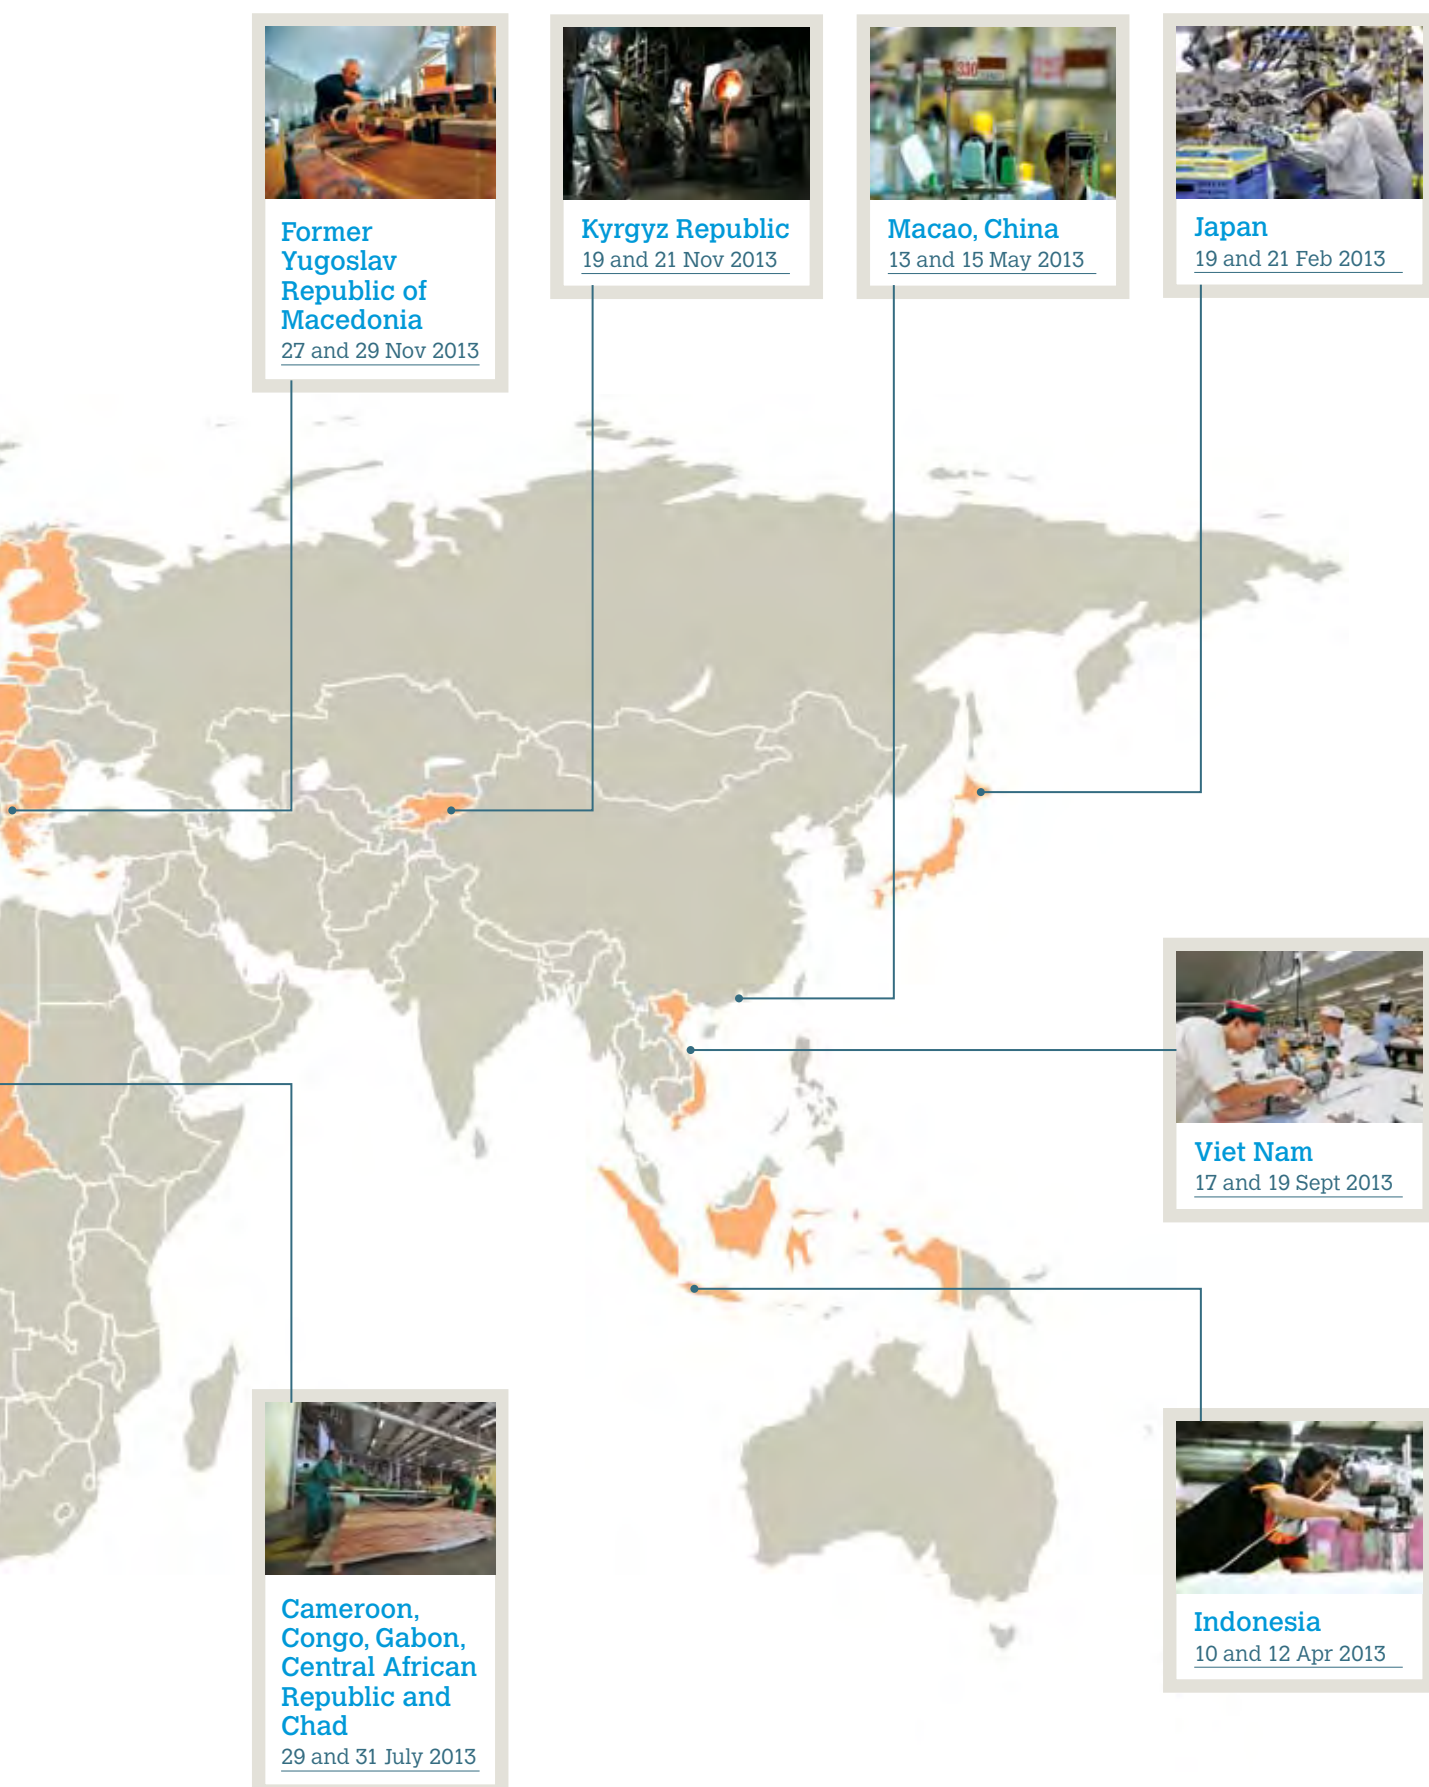 Former
Yugoslav
Republic of
Macedonia
27 and 29 Nov 2013
Kyrgyz Republic
19 and 21 Nov 2013
Macao, China
13 and 15 May 2013
Japan
19 and 21 Feb 2013
Viet Nam
17 and 19 Sept 2013
Cameroon,
Congo, Gabon,
Central African
Republic and
Chad
29 and 31 July 2013
Indonesia
10 and 12 Apr 2013